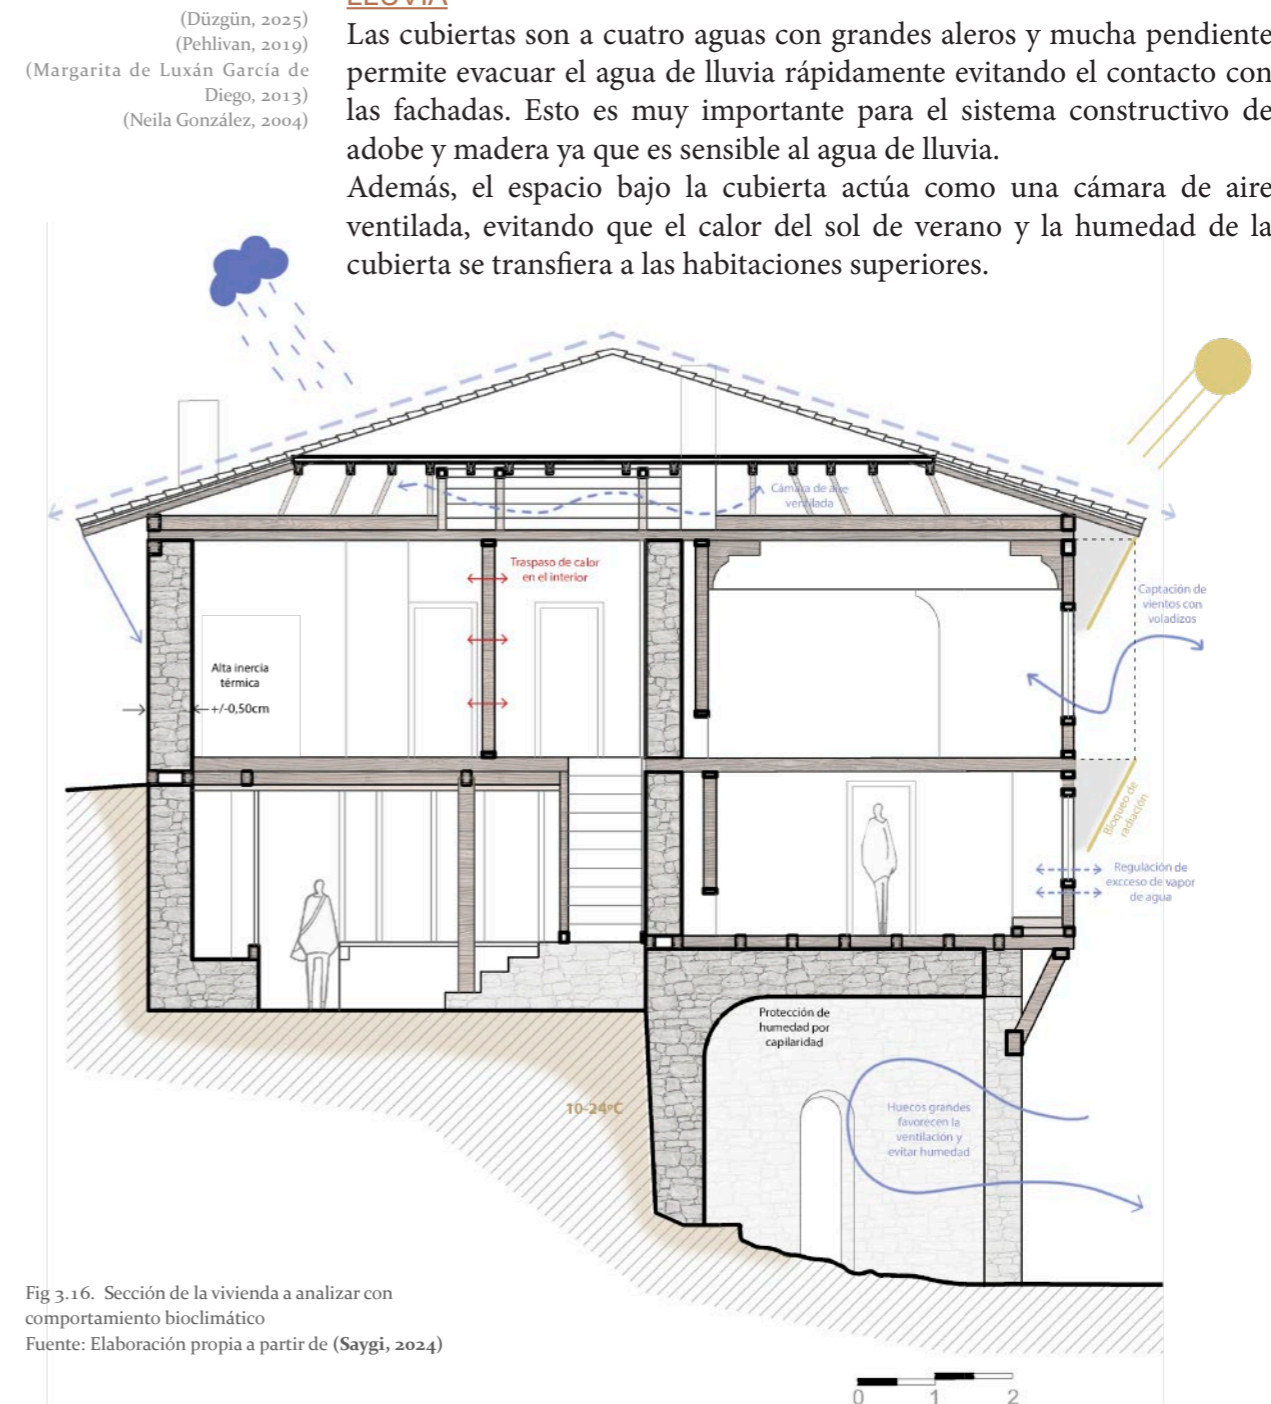 LLUVIA
(Düzgün, 2025)
(Pehlivan, 2019)
(Margarita de Luxán García de
Diego, 2013)
(Neila González, 2004)
Las cubiertas son a cuatro aguas con grandes aleros y mucha pendiente
permite evacuar el agua de lluvia rápidamente evitando el contacto con
las fachadas. Esto es muy importante para el sistema constructivo de
adobe y madera ya que es sensible al agua de lluvia.
Además, el espacio bajo la cubierta actúa como una cámara de aire
ventilada, evitando que el calor del sol de verano y la humedad de la
cubierta se transfiera a las habitaciones superiores.
Cámara de aire
ventilada
Traspaso de calor
en el interior
Captación de
vientos con
voladizos
Alta inercia
térmica
+/-0,50cm
Bloqueo de
radiación
Regulación de
excceso de vapor
de agua
Protección de
humedad por
capilaridad
10-24ºC
Huecos grandes
favorecen la
ventilación y
evitar humedad
Fig 3.16. Sección de la vivienda a analizar con
comportamiento bioclimático
Fuente: Elaboración propia a partir de (Saygi, 2024)
0 1 2